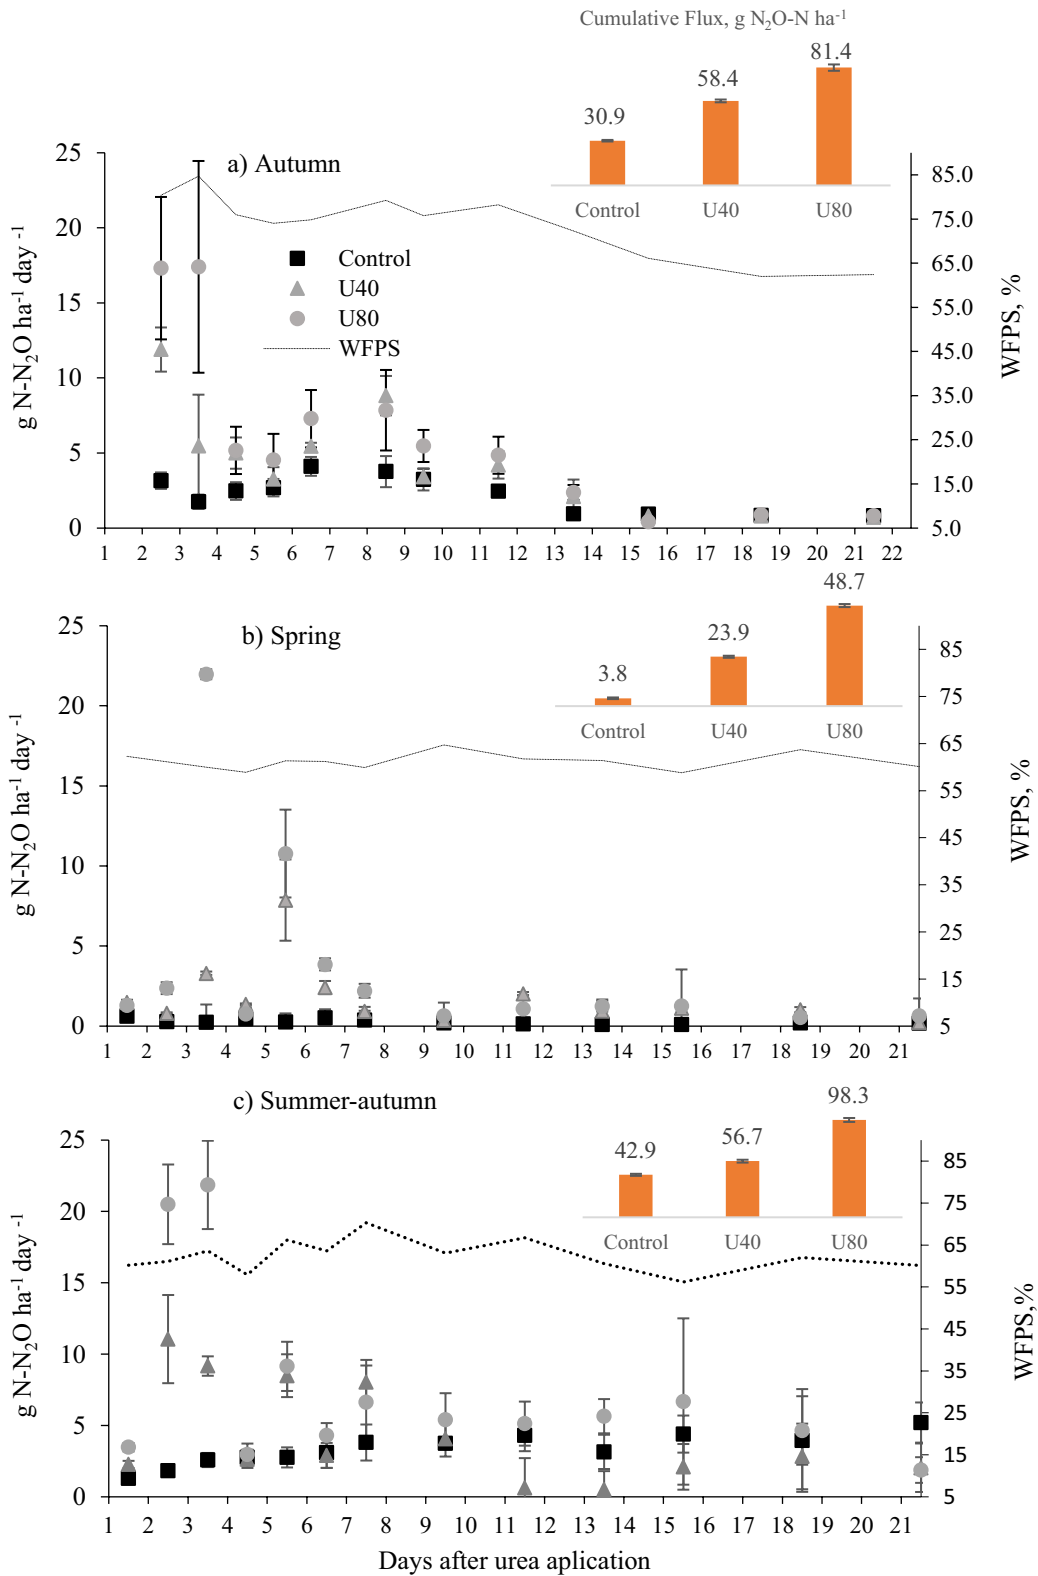 Cumulative Flux, g N₂O-N ha⁻¹
81.4
58.4
30.9
Control U40 U80
a) Autumn
25
20
15
10
5
0
g N-N₂O ha⁻¹ day ⁻¹
Control
U40
U80
WFPS
85.0
75.0
65.0
55.0
45.0
35.0
25.0
15.0
5.0
WFPS, %
1 2 3 4 5 6 7 8 9 10 11 12 13 14 15 16 17 18 19 20 21 22
48.7
23.9
3.8
Control U40 U80
b) Spring
25
20
15
10
5
0
g N-N₂O ha⁻¹ day ⁻¹
85
75
65
55
45
35
25
15
5
WFPS, %
1 2 3 4 5 6 7 8 9 10 11 12 13 14 15 16 17 18 19 20 21
98.3
56.7
42.9
Control U40 U80
c) Summer-autumn
25
20
15
10
5
0
g N-N₂O ha⁻¹ day ⁻¹
85
75
65
55
45
35
25
15
5
WFPS,%
1 2 3 4 5 6 7 8 9 10 11 12 13 14 15 16 17 18 19 20 21
Days after urea aplication